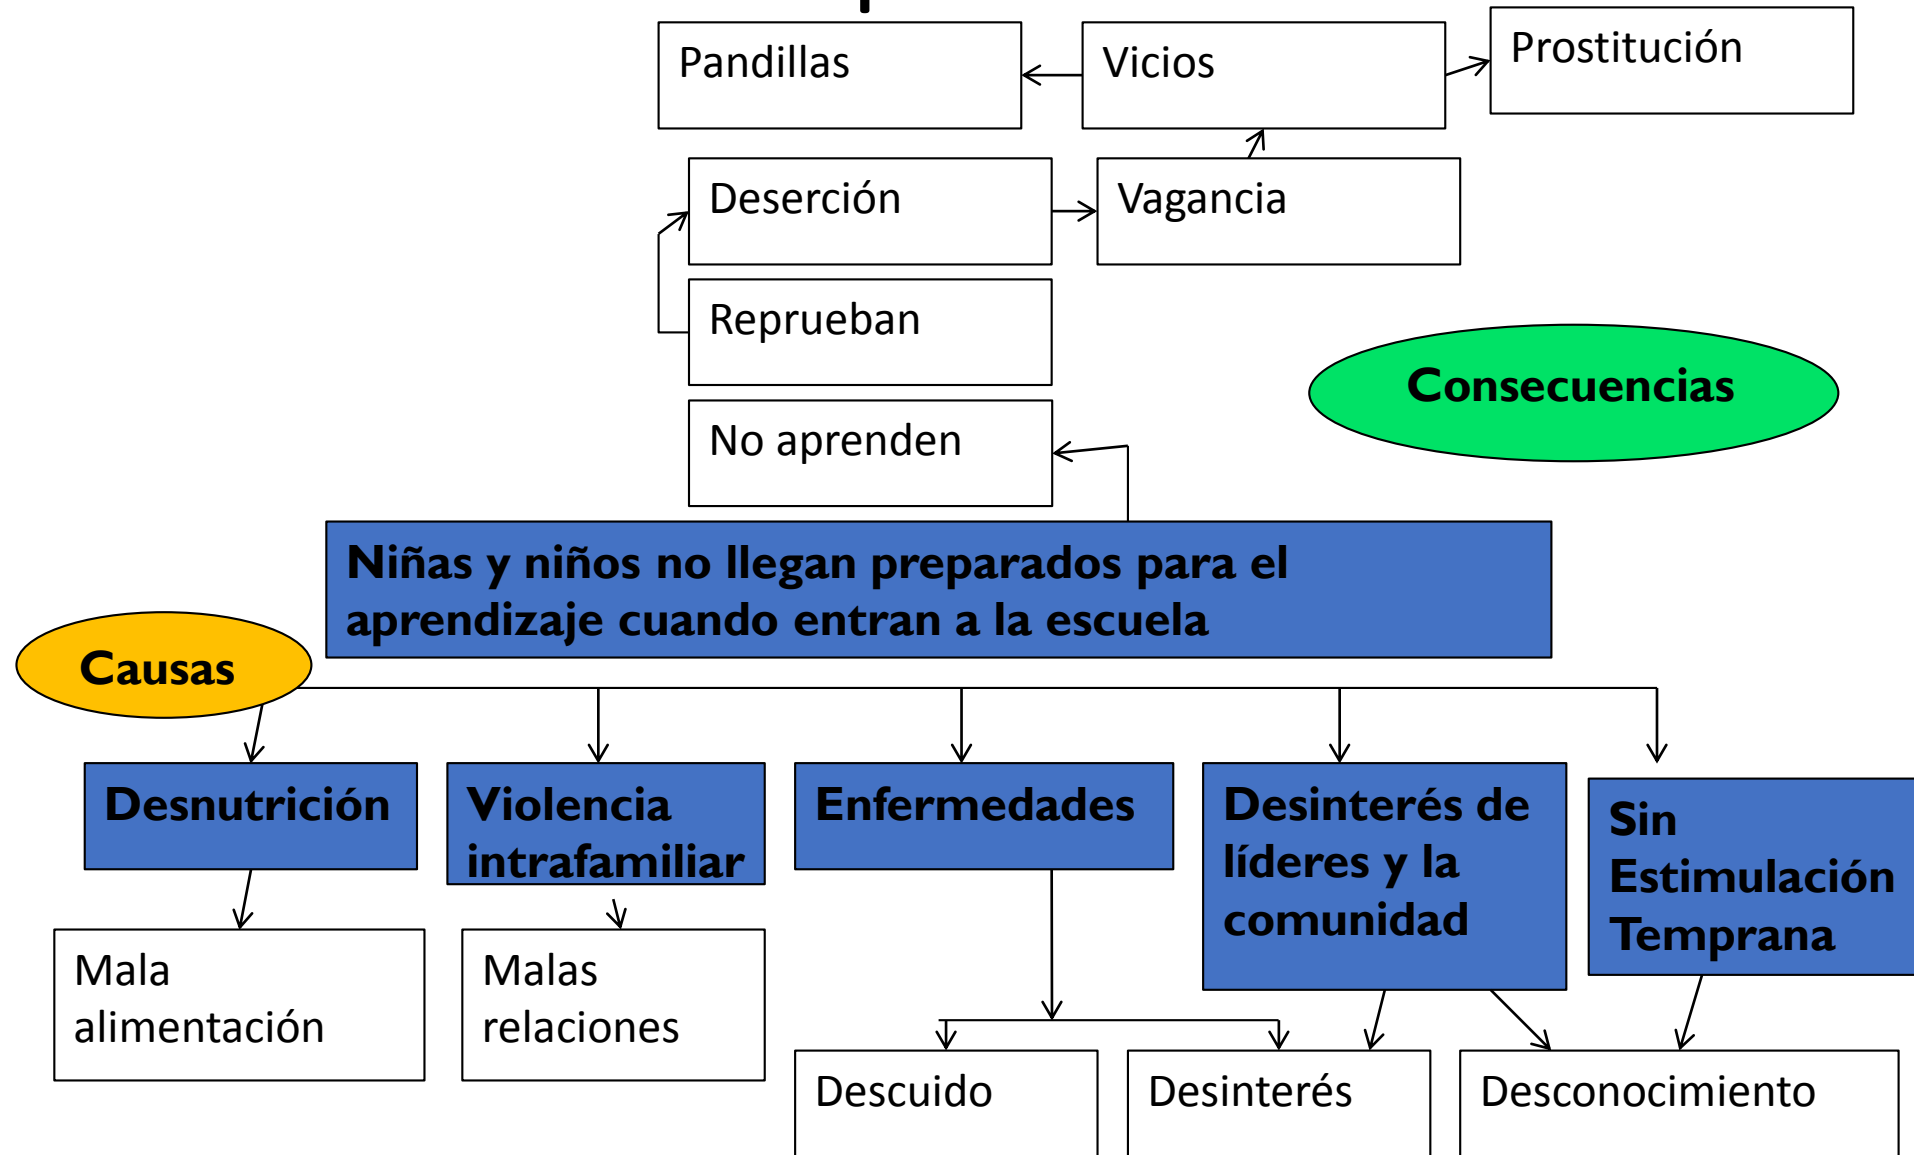 Pandillas
Vicios
Prostitución
Deserción
Vagancia
Reprueban
Consecuencias
No aprenden
Niñas y niños no llegan preparados para el
aprendizaje cuando entran a la escuela
Causas
Desnutrición
Violencia
intrafamiliar
Enfermedades
Desinterés de
líderes y la
comunidad
Sin
Estimulación
Temprana
Mala
alimentación
Malas
relaciones
Descuido
Desinterés
Desconocimiento